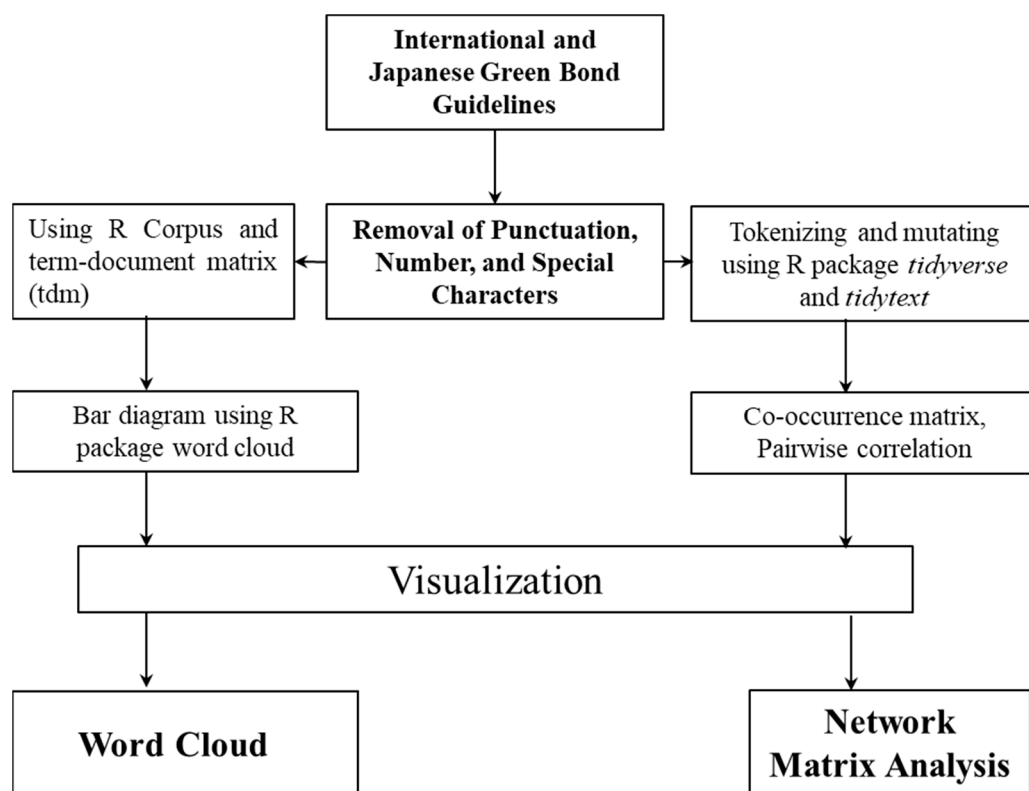 International and
Japanese Green Bond
Guidelines
Using R Corpus and
term-document matrix
(tdm)
Removal of Punctuation,
Number, and Special
Characters
Tokenizing and mutating
using R package tidyverse
and tidytext
Bar diagram using R
package word cloud
Co-occurrence matrix,
Pairwise correlation
Visualization
Word Cloud
Network
Matrix Analysis